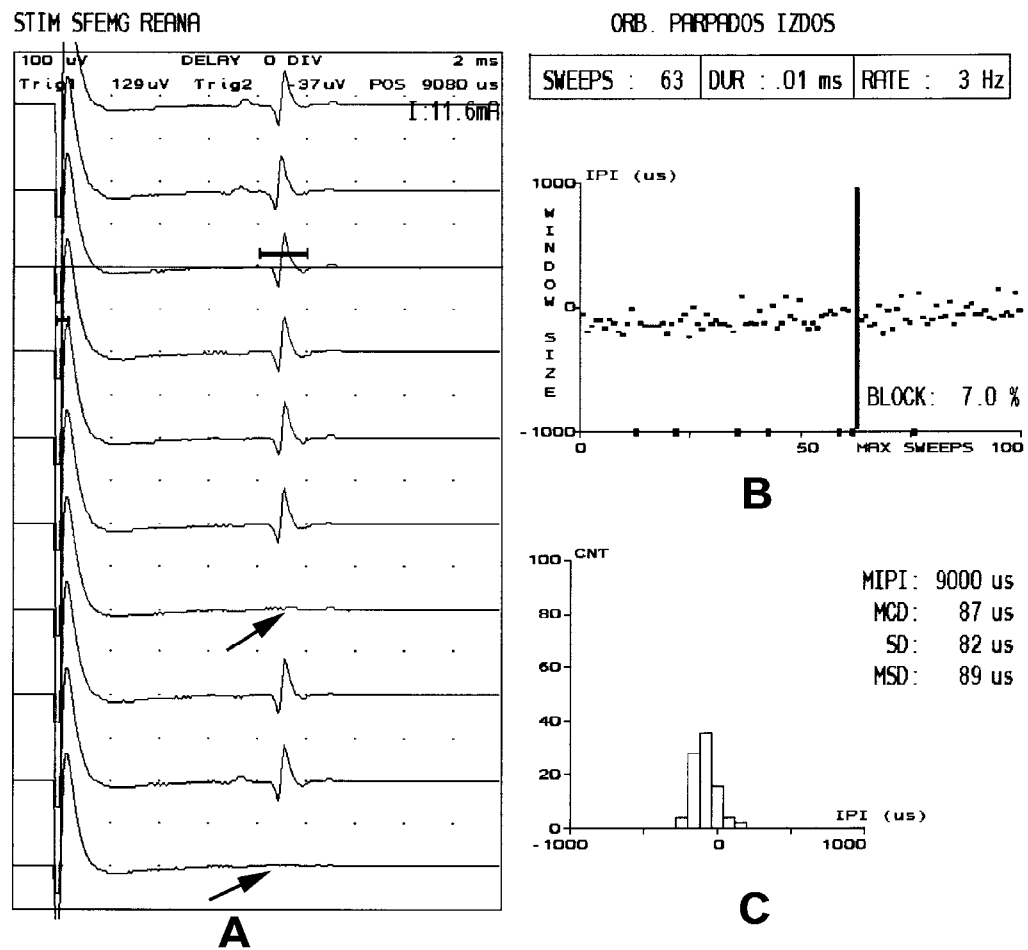 STIM SFEMG REANA
ORB. PARPADOS IZDOS
100 uV DELAY 0 DIV 2 ms
Trig1 129uV Trig2 -37uV POS 9080 us
I:11.6mA
A
SWEEPS : 63 DUR : .01 ms RATE : 3 Hz
1000 IPI (us)
WINDOW SIZE
0
BLOCK: 7.0 %
-1000
0 50 MAX SWEEPS 100
B
100 CNT
80
60
40
20
0
MIPI: 9000 us
MCD: 87 us
SD: 82 us
MSD: 89 us
IPI (us)
-1000 0 1000
C